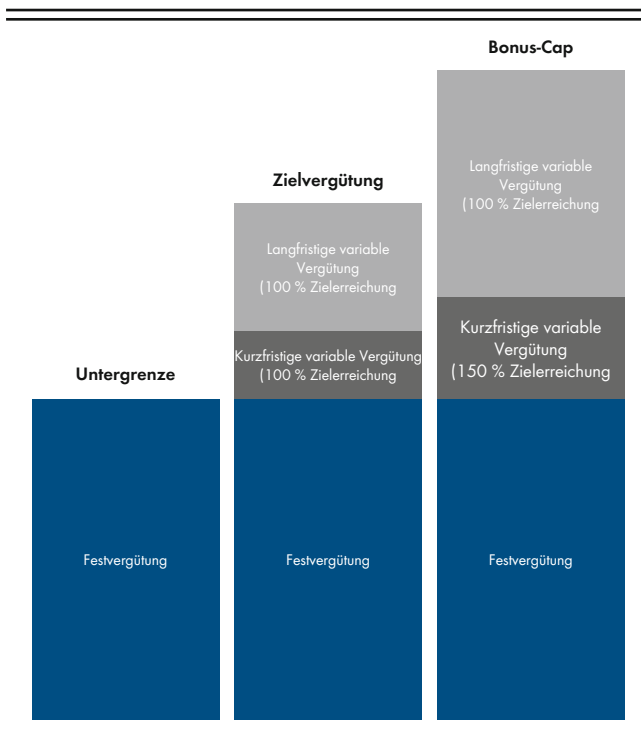 Bonus-Cap
Langfristige variable
Vergütung
(100 % Zielerreichung
Zielvergütung
Langfristige variable
Vergütung
(100 % Zielerreichung
Kurzfristige variable
Vergütung
(150 % Zielerreichung
Kurzfristige variable Vergütung
(100 % Zielerreichung
Untergrenze
Festvergütung
Festvergütung
Festvergütung